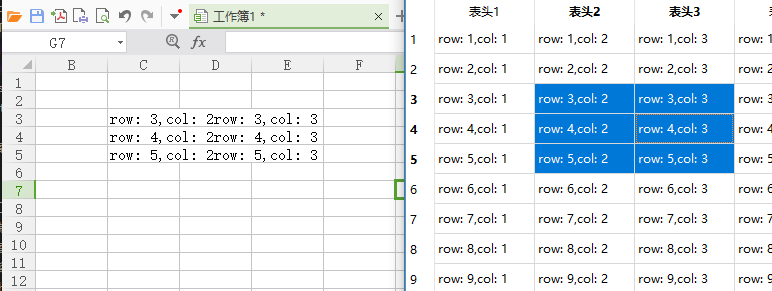 工作簿1 *
G7 fx
B C D E
1
2
3 row: 3,col: 2row: 3,col: 3
4 row: 4,col: 2row: 4,col: 3
5 row: 5,col: 2row: 5,col: 3
6
7
8
9
10
11
12
表头1 表头2 表头3
1 row: 1,col: 1 row: 1,col: 2 row: 1,col: 3 row: 1,
2 row: 2,col: 1 row: 2,col: 2 row: 2,col: 3 row: 2,
3 row: 3,col: 1 row: 3,col: 2 row: 3,col: 3 row: 3,
4 row: 4,col: 1 row: 4,col: 2 row: 4,col: 3 row: 4,
5 row: 5,col: 1 row: 5,col: 2 row: 5,col: 3 row: 5,
6 row: 6,col: 1 row: 6,col: 2 row: 6,col: 3 row: 6,
7 row: 7,col: 1 row: 7,col: 2 row: 7,col: 3 row: 7,
8 row: 8,col: 1 row: 8,col: 2 row: 8,col: 3 row: 8,
9 row: 9,col: 1 row: 9,col: 2 row: 9,col: 3 row: 9,